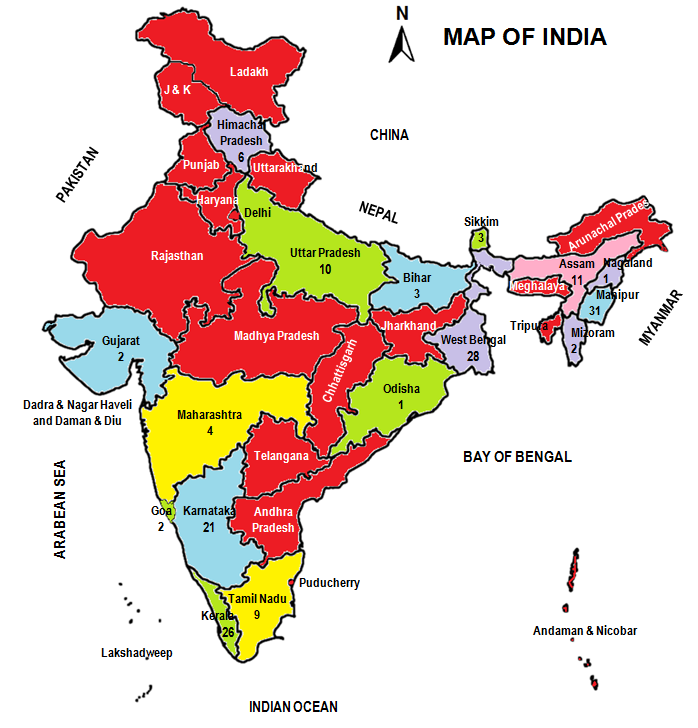 N
MAP OF INDIA
Ladakh
J & K
CHINA
Himacha
Pradesh
6
PAKISTAN
Punjab
Uttarakhand
Haryana
Delhi
NEPAL
Sikkim
3
Arunachal Prades
Rajasthan
Uttar Pradesh
10
Bihar
3
Assam
11
Nagaland
1
Meghalaya
Manipur
31
MYANMAR
Tripura
Mizoram
2
Gujarat
2
Madhya Pradesh
Jharkhand
West Bengal
28
Chhattisgarh
Dadra & Nagar Haveli
and Daman & Diu
Maharashtra
4
Odisha
1
Telangana
BAY OF BENGAL
ARABEAN SEA
Goa
2
Karnataka
21
Andhra
Pradesh
Puducherry
Tamil Nadu
9
Kerala
26
Andaman & Nicobar
Lakshadweep
INDIAN OCEAN